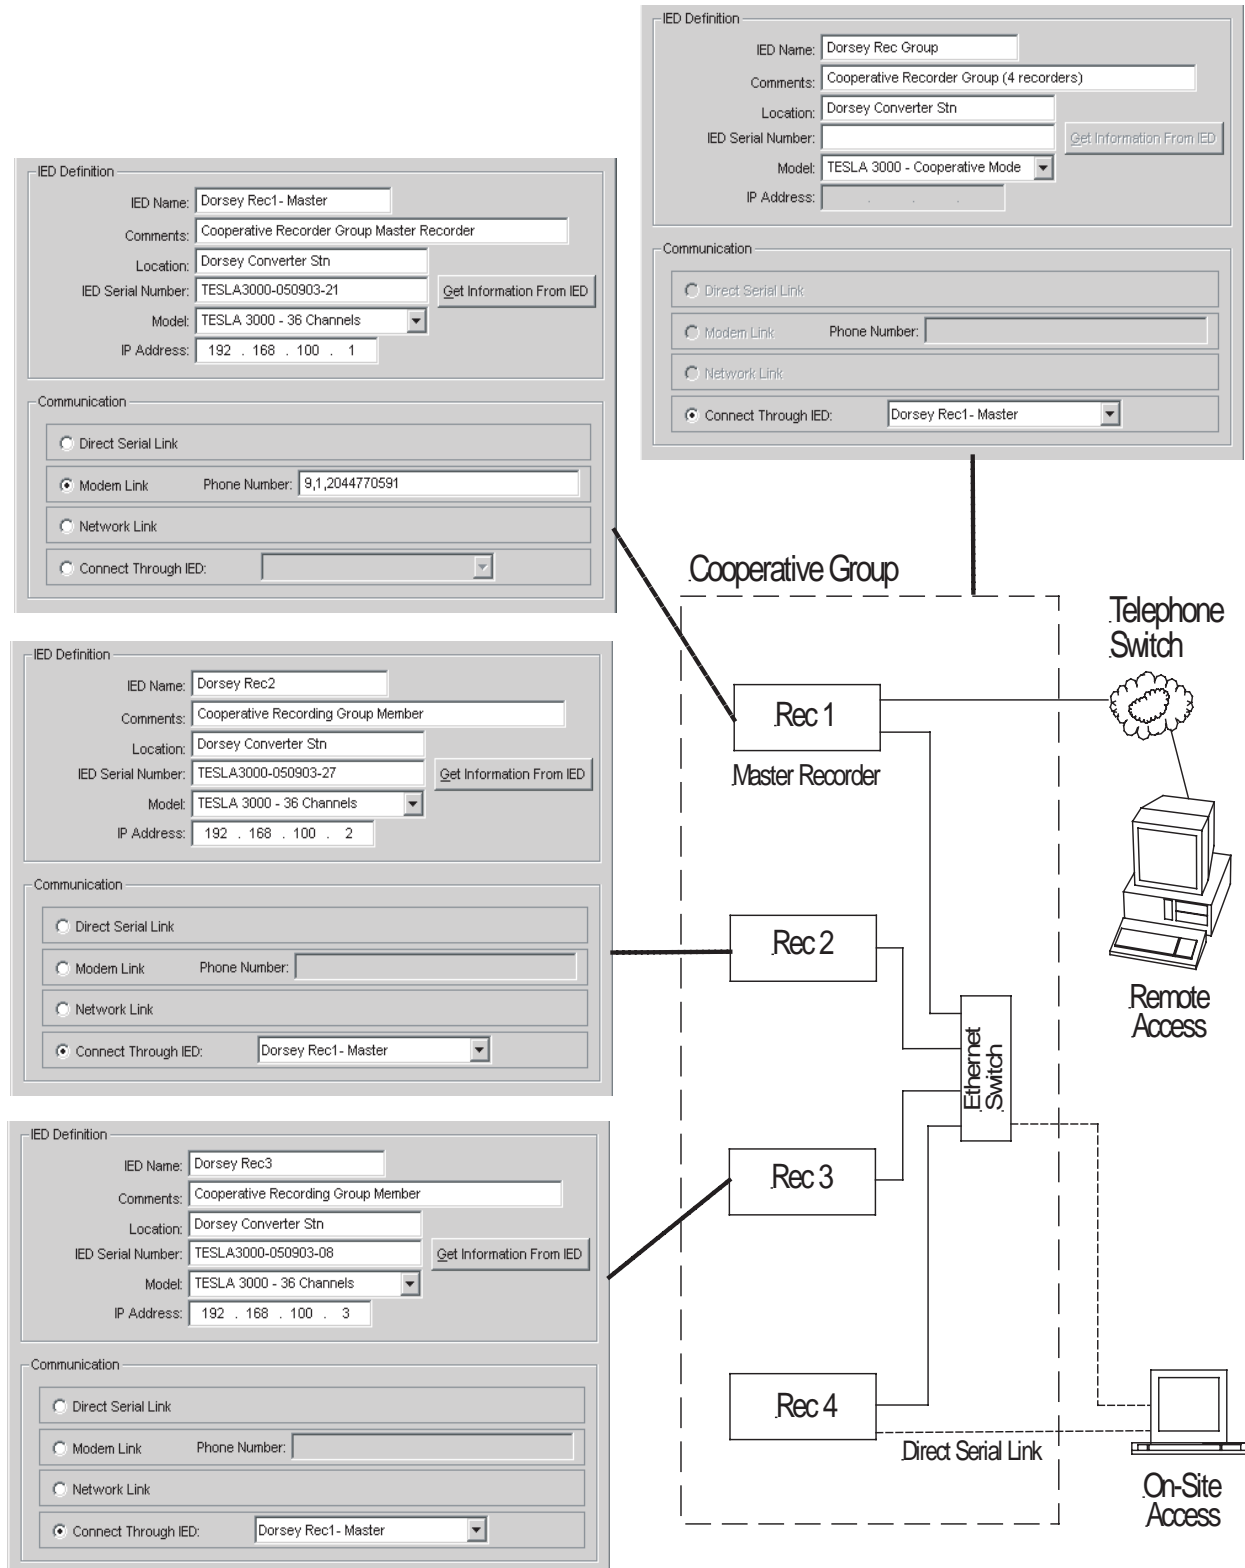 IED Definition
IED Name: Dorsey Rec Group
Comments: Cooperative Recorder Group (4 recorders)
Location: Dorsey Converter Stn
IED Serial Number: Get Information From IED
Model: TESLA 3000 - Cooperative Mode
IP Address: . . .
Communication
Direct Serial Link
Modem Link Phone Number:
Network Link
Connect Through IED: Dorsey Rec1- Master
IED Definition
IED Name: Dorsey Rec1- Master
Comments: Cooperative Recorder Group Master Recorder
Location: Dorsey Converter Stn
IED Serial Number: TESLA3000-050903-21 Get Information From IED
Model: TESLA 3000 - 36 Channels
IP Address: 192 . 168 . 100 . 1
Communication
Direct Serial Link
Modem Link Phone Number: 9,1,2044770591
Network Link
Connect Through IED:
IED Definition
IED Name: Dorsey Rec2
Comments: Cooperative Recording Group Member
Location: Dorsey Converter Stn
IED Serial Number: TESLA3000-050903-27 Get Information From IED
Model: TESLA 3000 - 36 Channels
IP Address: 192 . 168 . 100 . 2
Communication
Direct Serial Link
Modem Link Phone Number:
Network Link
Connect Through IED: Dorsey Rec1- Master
IED Definition
IED Name: Dorsey Rec3
Comments: Cooperative Recording Group Member
Location: Dorsey Converter Stn
IED Serial Number: TESLA3000-050903-08 Get Information From IED
Model: TESLA 3000 - 36 Channels
IP Address: 192 . 168 . 100 . 3
Communication
Direct Serial Link
Modem Link Phone Number:
Network Link
Connect Through IED: Dorsey Rec1- Master
Cooperative Group
Telephone
Switch
Rec 1
Master Recorder
Rec 2
Remote
Access
Ethernet
Switch
Rec 3
Rec 4
Direct Serial Link
On-Site
Access